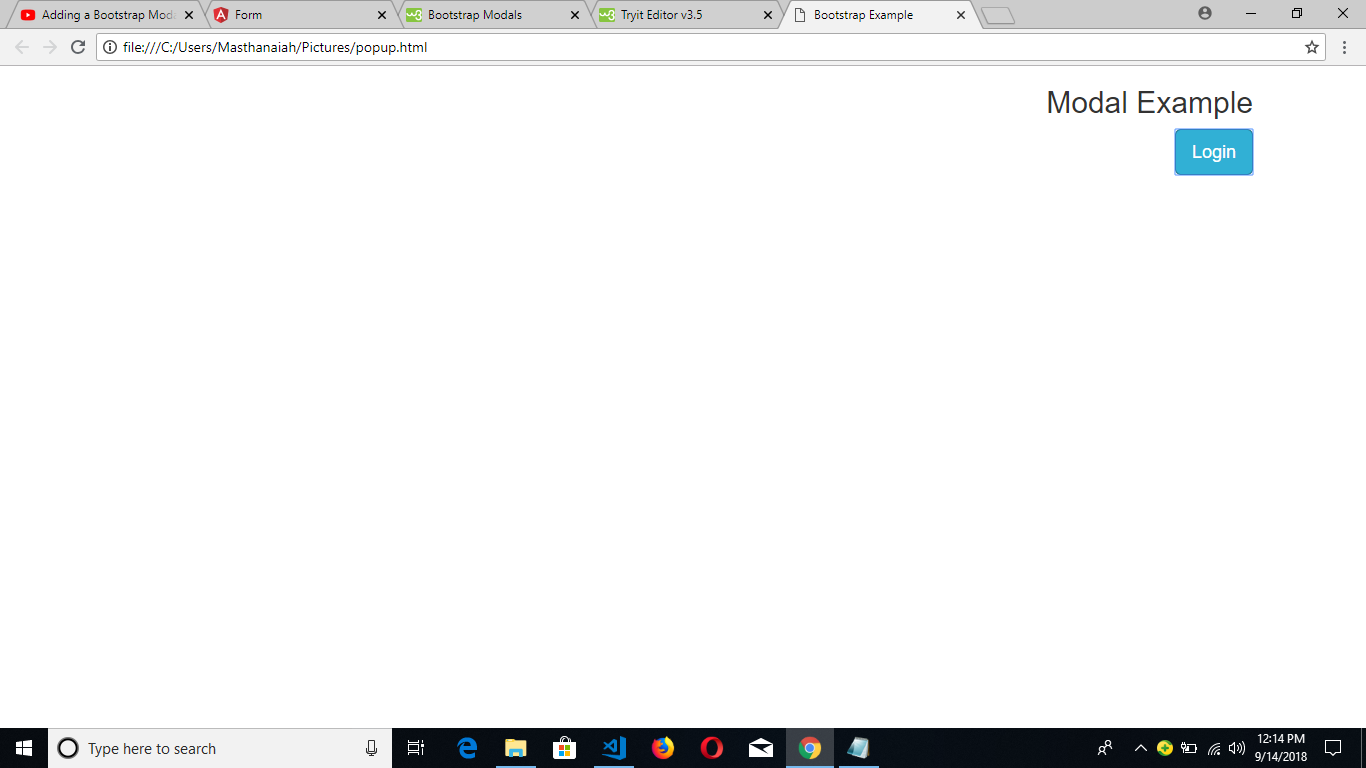 Adding a Bootstrap Mod
Form
Bootstrap Modals
Tryit Editor v3.5
Bootstrap Example
file:///C:/Users/Masthanaiah/Pictures/popup.html
Modal Example
Login
Type here to search
12:14 PM
9/14/2018